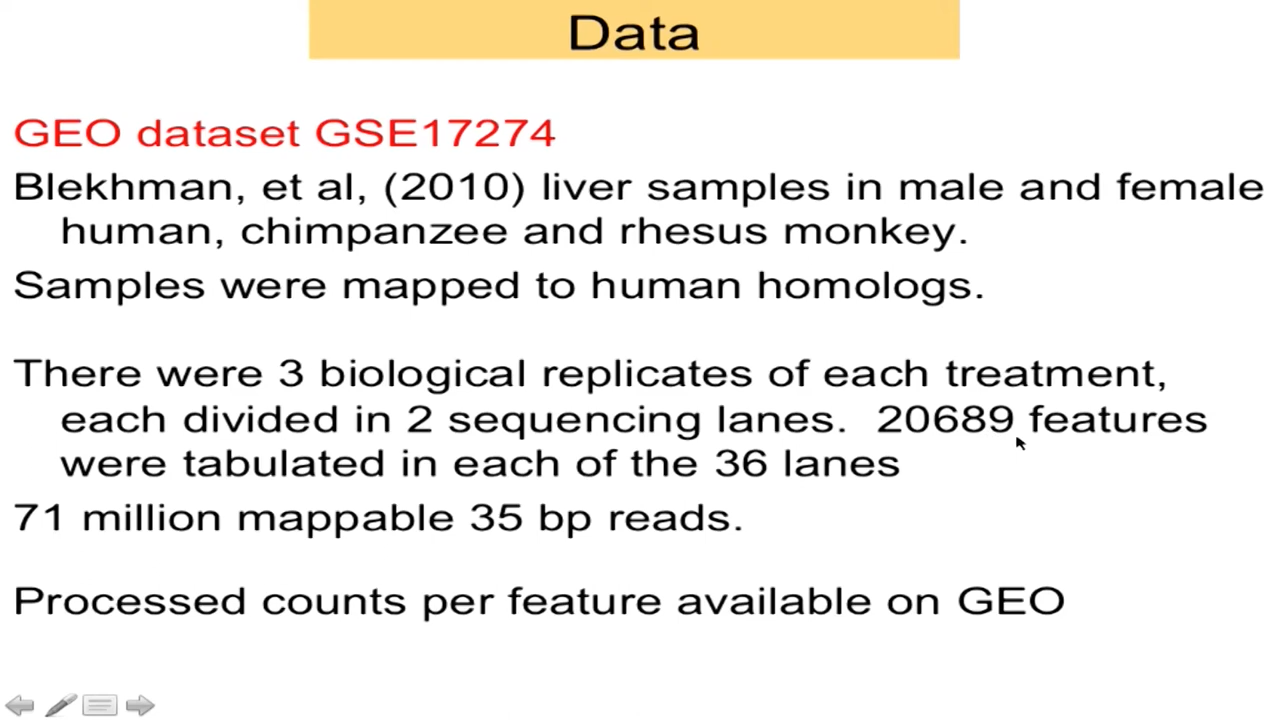 Data
GEO dataset GSE17274
Blekhman, et al, (2010) liver samples in male and female
human, chimpanzee and rhesus monkey.
Samples were mapped to human homologs.
There were 3 biological replicates of each treatment,
each divided in 2 sequencing lanes.  20689 features
were tabulated in each of the 36 lanes
71 million mappable 35 bp reads.
Processed counts per feature available on GEO